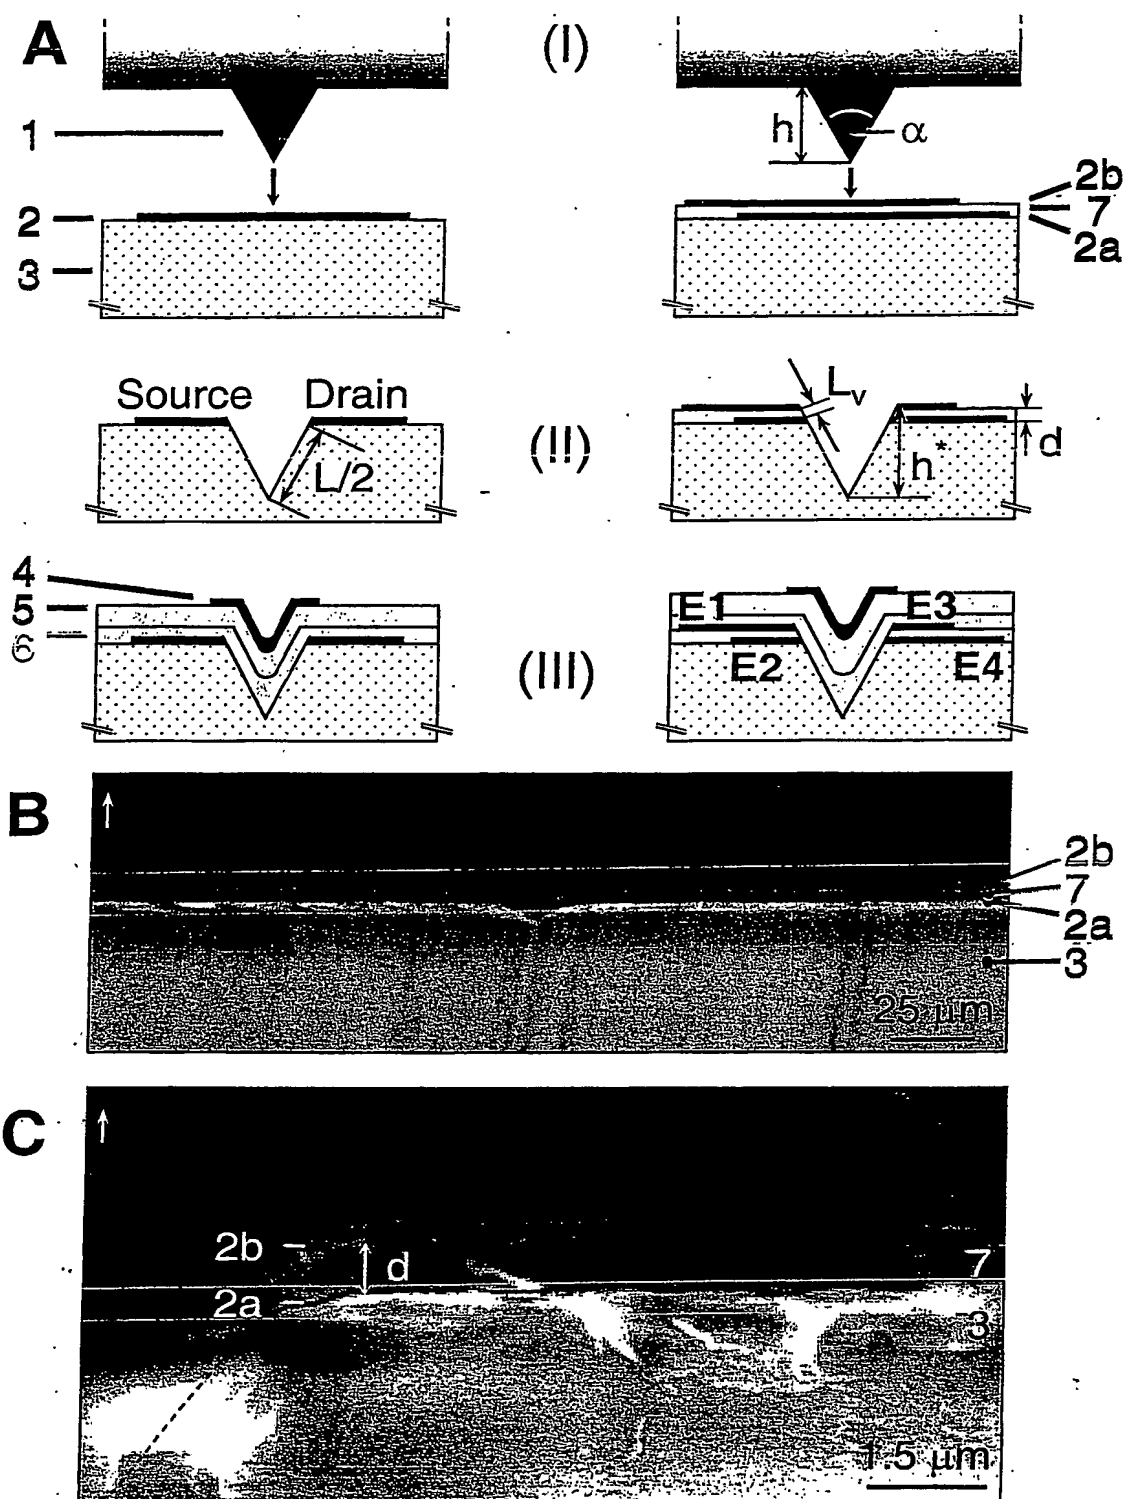 A
(I)
1
h
α
2
3
2b
7
2a
Source
Drain
L/2
(II)
Lv
h*
d
4
5
6
(III)
E1
E3
E2
E4
B
2b
7
2a
3
25 μm
C
2b
d
7
2a
3
1.5 μm